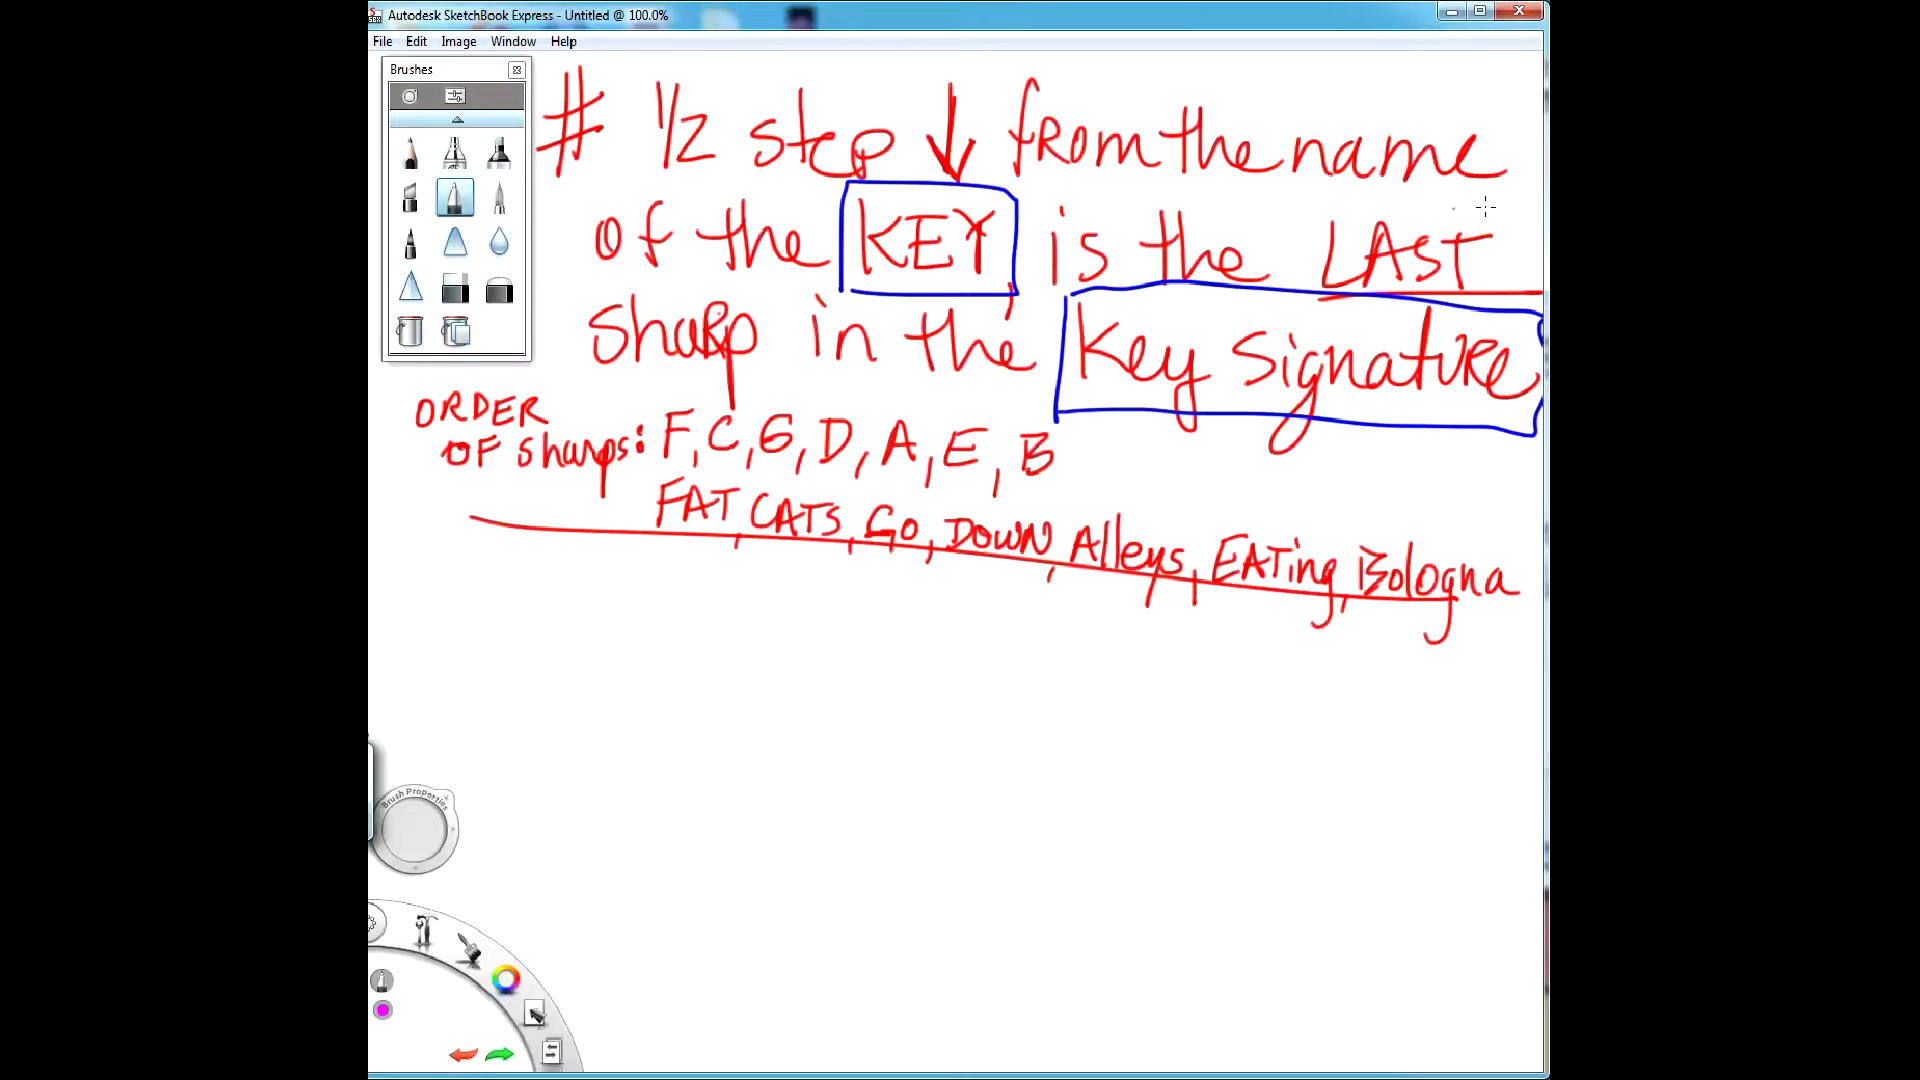 Autodesk SketchBook Express - Untitled @ 100.0%
File Edit Image Window Help
Brushes
# 1/2 step ↓ from the name
of the KEY is the LAST
sharp in the Key Signature
ORDER
OF sharps: F, C, G, D, A, E, B
FAT, CATS, GO, DOWN, Alleys, EATing, Bologna
Brush Properties